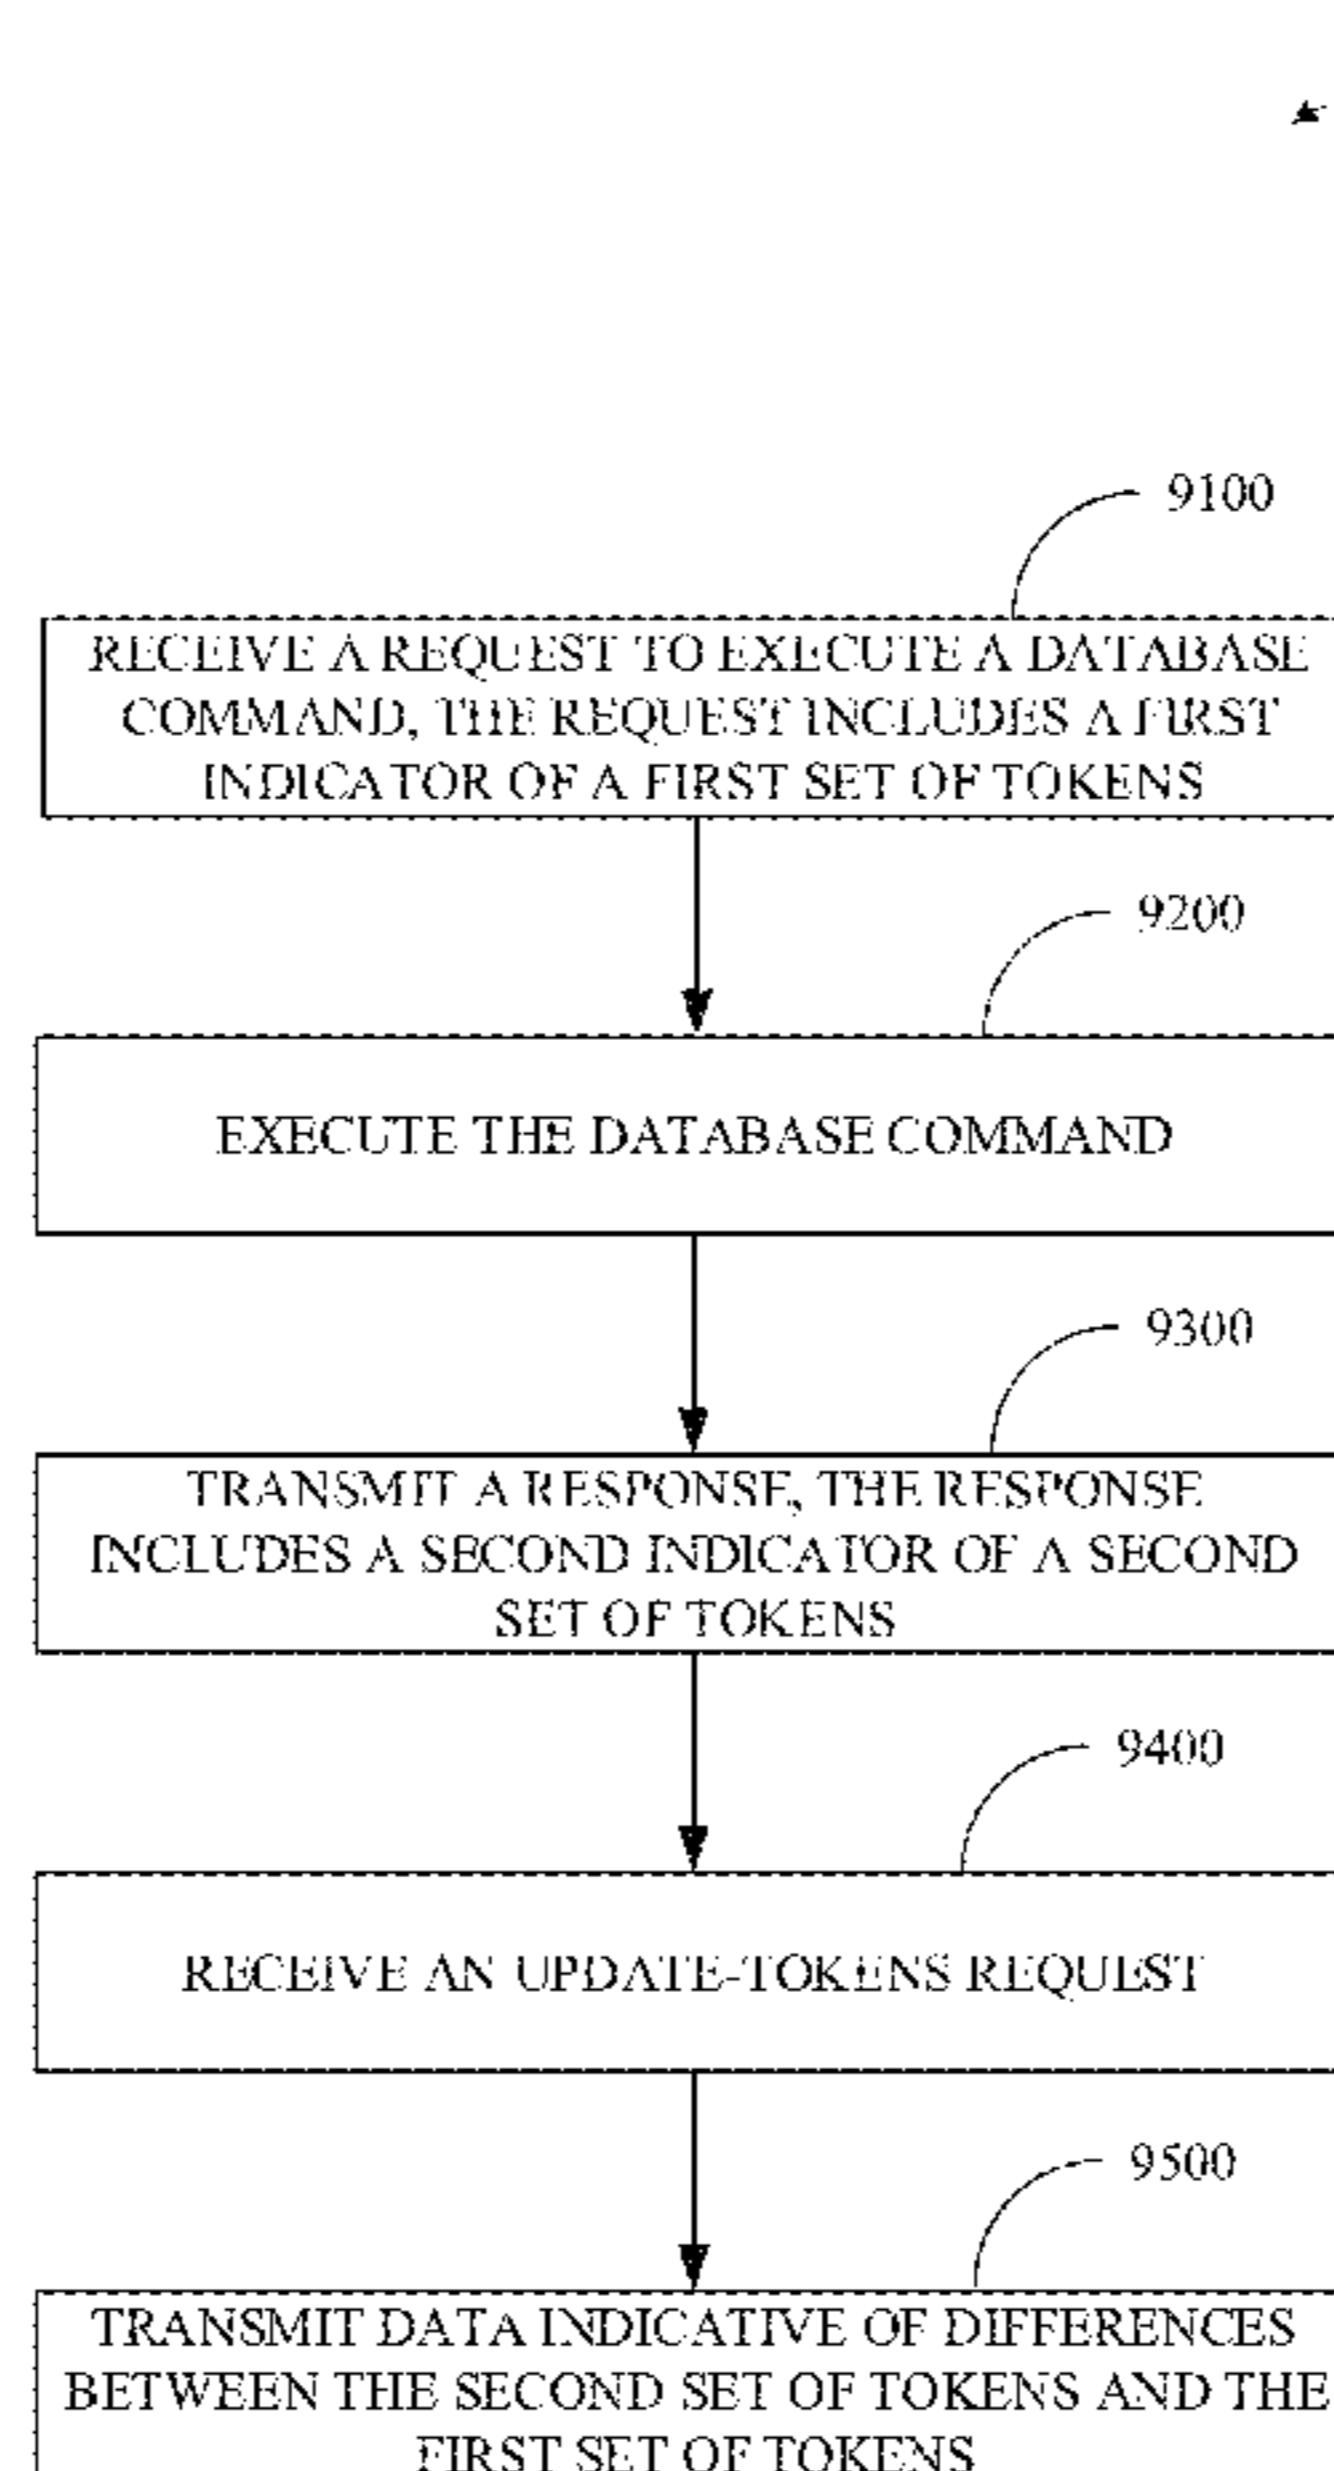 9100
RECEIVE A REQUEST TO EXECUTE A DATABASE
COMMAND, THE REQUEST INCLUDES A FIRST
INDICATOR OF A FIRST SET OF TOKENS
9200
EXECUTE THE DATABASE COMMAND
9300
TRANSMIT A RESPONSE, THE RESPONSE
INCLUDES A SECOND INDICATOR OF A SECOND
SET OF TOKENS
9400
RECEIVE AN UPDATE-TOKENS REQUEST
9500
TRANSMIT DATA INDICATIVE OF DIFFERENCES
BETWEEN THE SECOND SET OF TOKENS AND THE
FIRST SET OF TOKENS